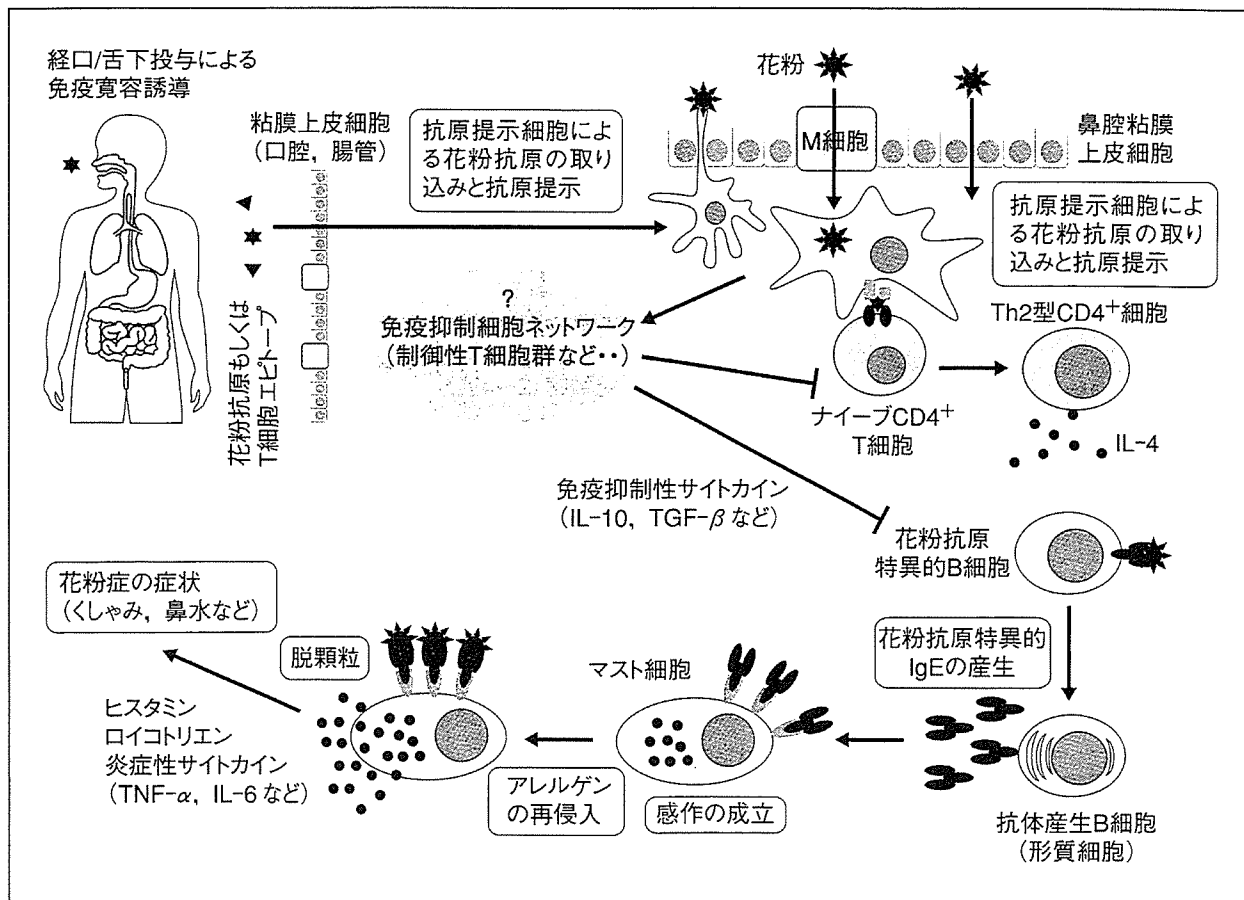 経口/舌下投与による
免疫寛容誘導
粘膜上皮細胞
(口腔, 腸管)
抗原提示細胞によ
る花粉抗原の取り
込みと抗原提示
花粉
M細胞
鼻腔粘膜
上皮細胞
抗原提示細胞によ
る花粉抗原の取り
込みと抗原提示
花粉抗原もしくは
T細胞エピトープ
?
免疫抑制細胞ネットワーク
(制御性T細胞群など・・)
Th2型CD4+細胞
ナイーブCD4+
T細胞
IL-4
免疫抑制性サイトカイン
(IL-10, TGF-βなど)
花粉抗原
特異的B細胞
花粉抗原特異的
IgEの産生
抗体産生B細胞
(形質細胞)
マスト細胞
感作の成立
アレルゲン
の再侵入
脱顆粒
花粉症の症状
(くしゃみ, 鼻水など)
ヒスタミン
ロイコトリエン
炎症性サイトカイン
(TNF-α, IL-6など)